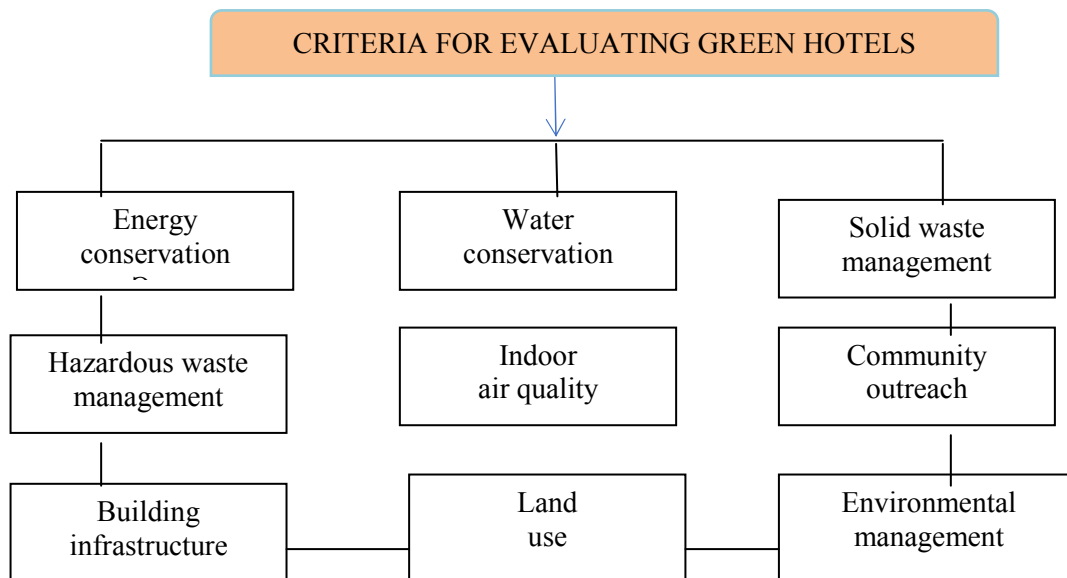 CRITERIA FOR EVALUATING GREEN HOTELS
Energy
conservation
Water
conservation
Solid waste
management
Hazardous waste
management
Indoor
air quality
Community
outreach
Building
infrastructure
Land
use
Environmental
management